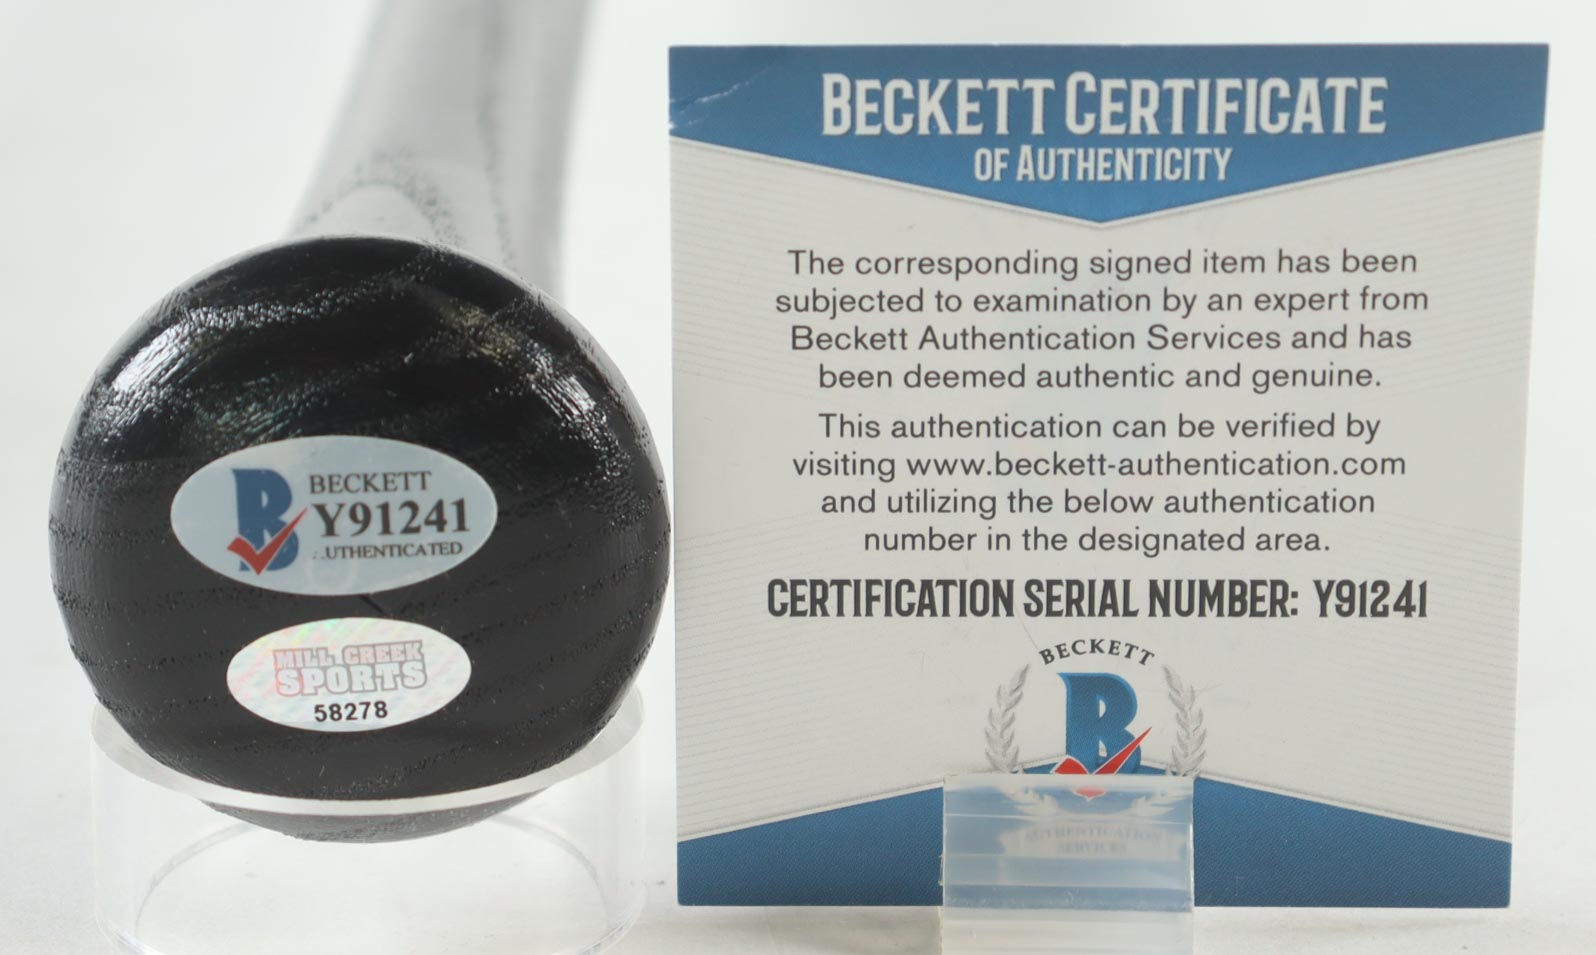 BECKETT
Y91241
.UTHENTICATED
MILL CREEK
SPORTS
58278
BECKETT CERTIFICATE
OF AUTHENTICITY
The corresponding signed item has been
subjected to examination by an expert from
Beckett Authentication Services and has
been deemed authentic and genuine.
This authentication can be verified by
visiting www.beckett-authentication.com
and utilizing the below authentication
number in the designated area.
CERTIFICATION SERIAL NUMBER: Y91241
BECKETT
B
AUTHENTICATION
SERVICES